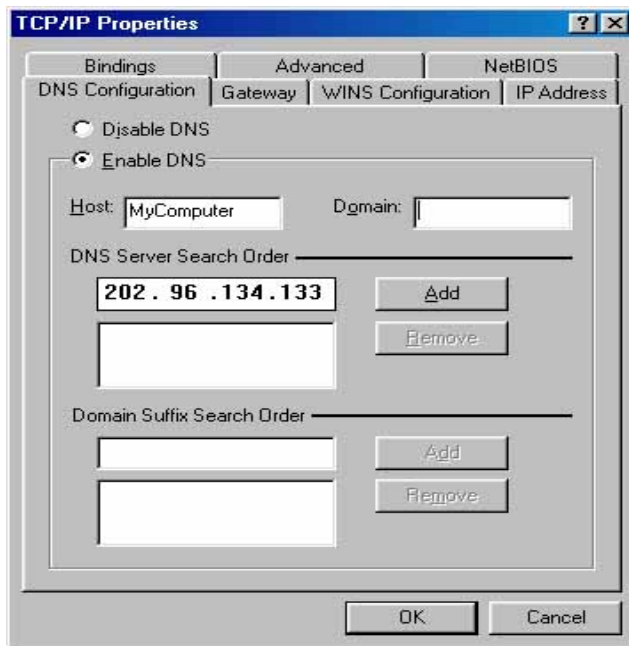 TCP/IP Properties
Bindings Advanced NetBIOS
DNS Configuration Gateway WINS Configuration IP Address
Disable DNS
Enable DNS
Host: MyComputer Domain:
DNS Server Search Order
202 . 96 .134.133 Add
Remove
Domain Suffix Search Order
Add
Remove
OK Cancel